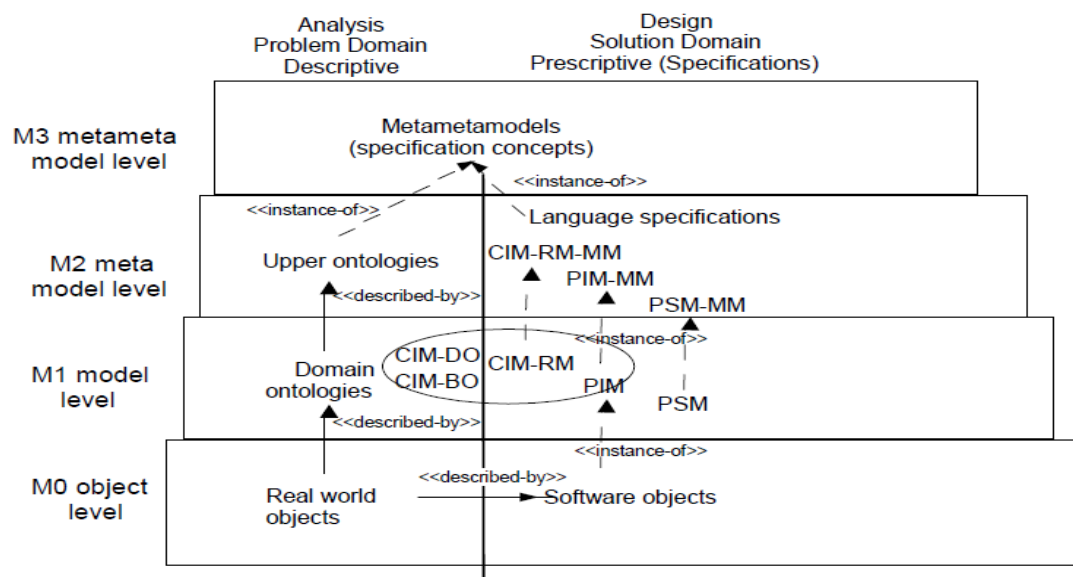 Analysis
Problem Domain
Descriptive
Design
Solution Domain
Prescriptive (Specifications)
M3 metameta
model level
Metametamodels
(specification concepts)
<<instance-of>>
<<instance-of>>
Language specifications
M2 meta
model level
Upper ontologies
CIM-RM-MM
PIM-MM
<<described-by>>
PSM-MM
M1 model
level
<<instance-of>>
CIM-DO
CIM-BO
CIM-RM
Domain
ontologies
PIM
PSM
<<described-by>>
M0 object
level
<<instance-of>>
<<described-by>>
Real world
objects
Software objects